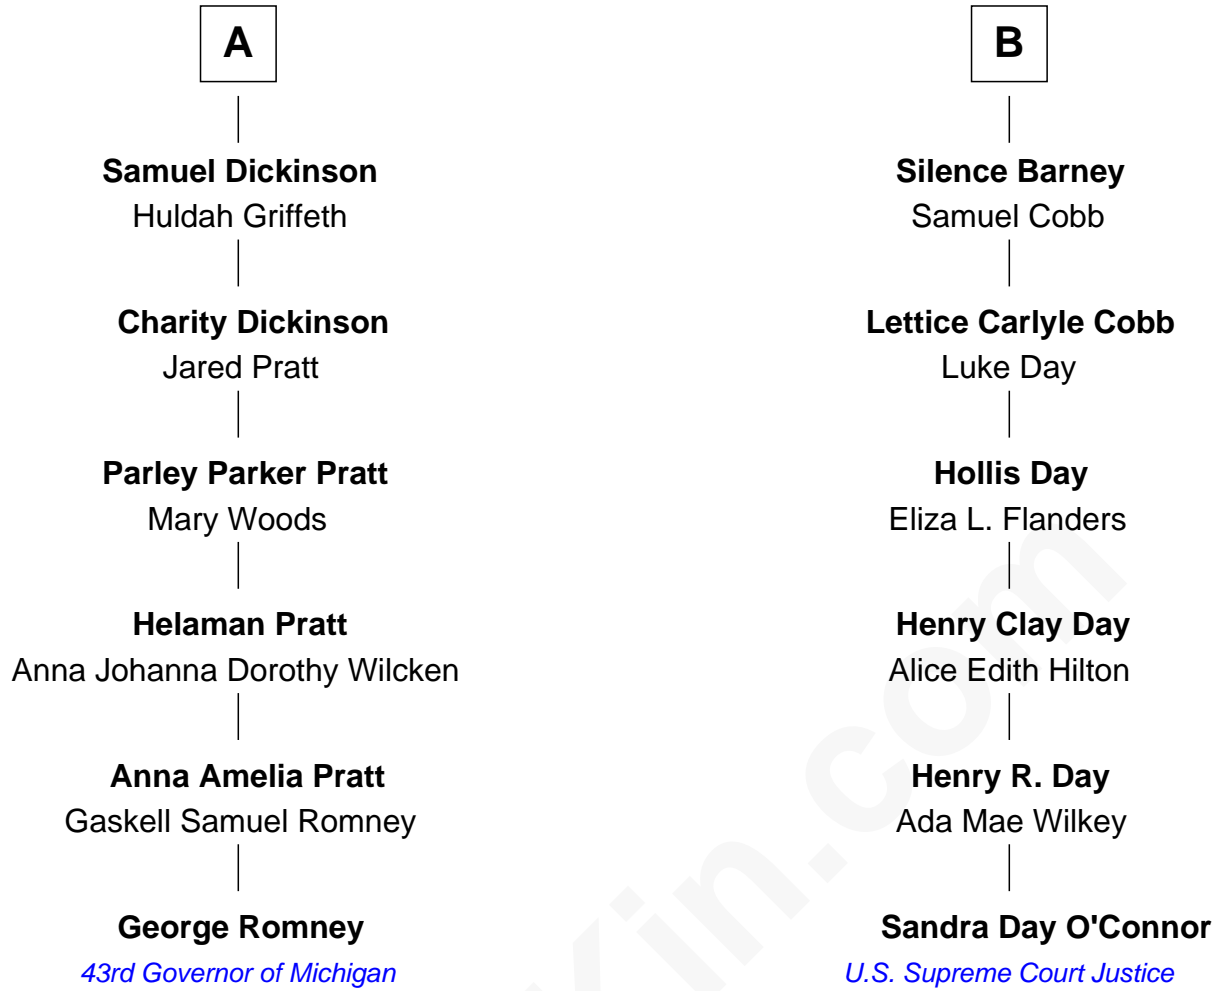 A
Samuel Dickinson
Huldah Griffeth
Charity Dickinson
Jared Pratt
Parley Parker Pratt
Mary Woods
Helaman Pratt
Anna Johanna Dorothy Wilcken
Anna Amelia Pratt
Gaskell Samuel Romney
George Romney
43rd Governor of Michigan
B
Silence Barney
Samuel Cobb
Lettice Carlyle Cobb
Luke Day
Hollis Day
Eliza L. Flanders
Henry Clay Day
Alice Edith Hilton
Henry R. Day
Ada Mae Wilkey
Sandra Day O'Connor
U.S. Supreme Court Justice
Kin.com